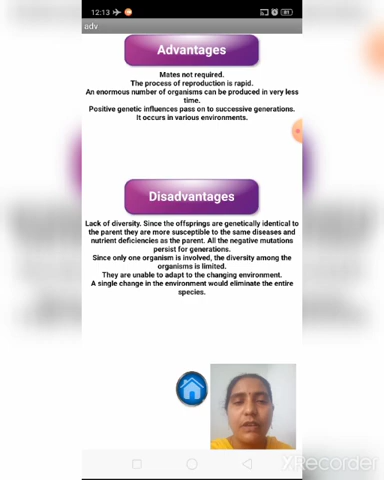 12:13
81
adv
Advantages
Mates not required.
The process of reproduction is rapid.
An enormous number of organisms can be produced in very less
time.
Positive genetic influences pass on to successive generations.
It occurs in various environments.
Disadvantages
Lack of diversity. Since the offsprings are genetically identical to
the parent they are more susceptible to the same diseases and
nutrient deficiencies as the parent. All the negative mutations
persist for generations.
Since only one organism is involved, the diversity among the
organisms is limited.
They are unable to adapt to the changing environment.
A single change in the environment would eliminate the entire
species.
XRecorder